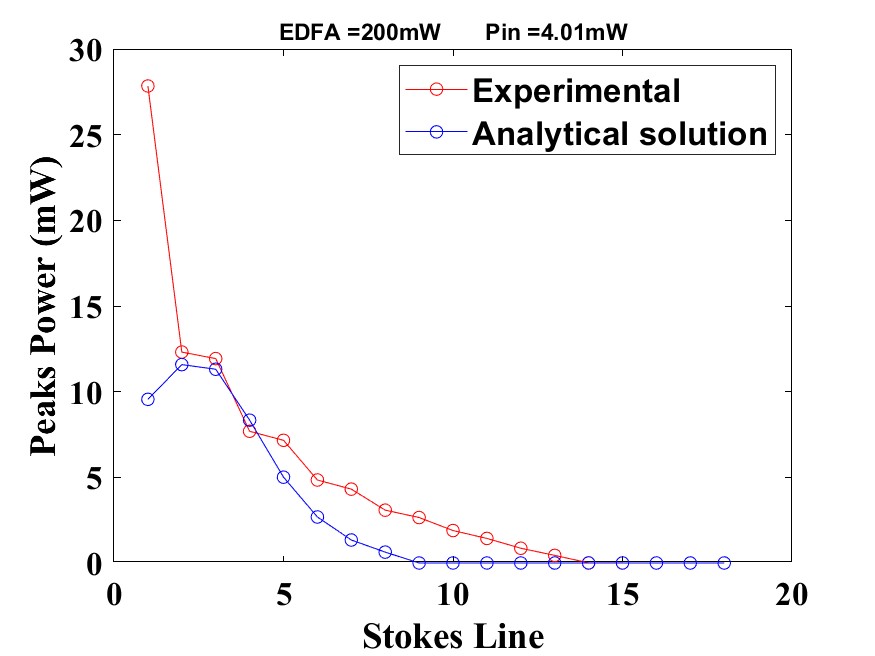 EDFA =200mW Pin =4.01mW
Experimental
Analytical solution
Peaks Power (mW)
30
25
20
15
10
5
0
0 5 10 15 20
Stokes Line